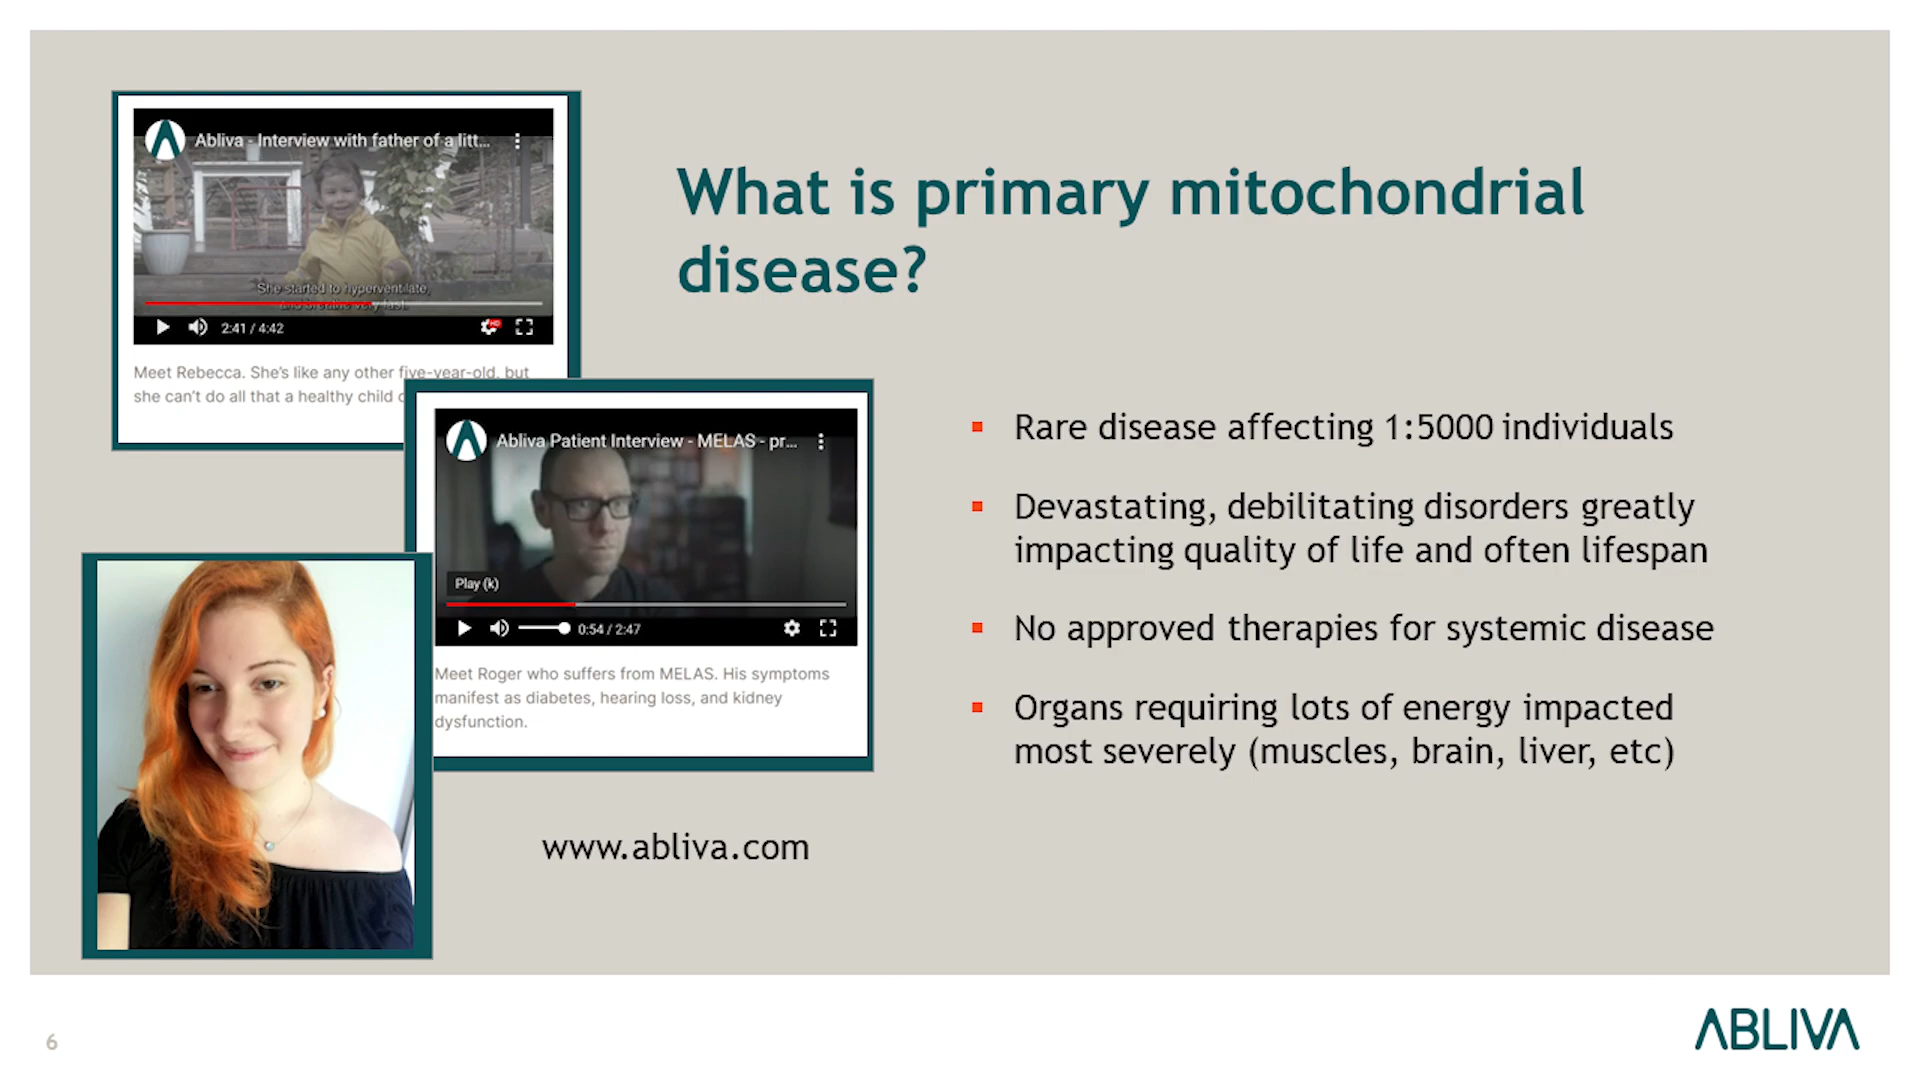 Abliva - Interview with father of a litt...
She started to hyperventilate,
and breathe very fast.
2:41 / 4:42
HD
Meet Rebecca. She's like any other five-year-old, but
she can't do all that a healthy child
Abliva Patient Interview - MELAS - pr...
Play (k)
0:54 / 2:47
Meet Roger who suffers from MELAS. His symptoms
manifest as diabetes, hearing loss, and kidney
dysfunction.
www.abliva.com
What is primary mitochondrial
disease?
Rare disease affecting 1:5000 individuals
Devastating, debilitating disorders greatly
impacting quality of life and often lifespan
No approved therapies for systemic disease
Organs requiring lots of energy impacted
most severely (muscles, brain, liver, etc)
6
ABLIVA